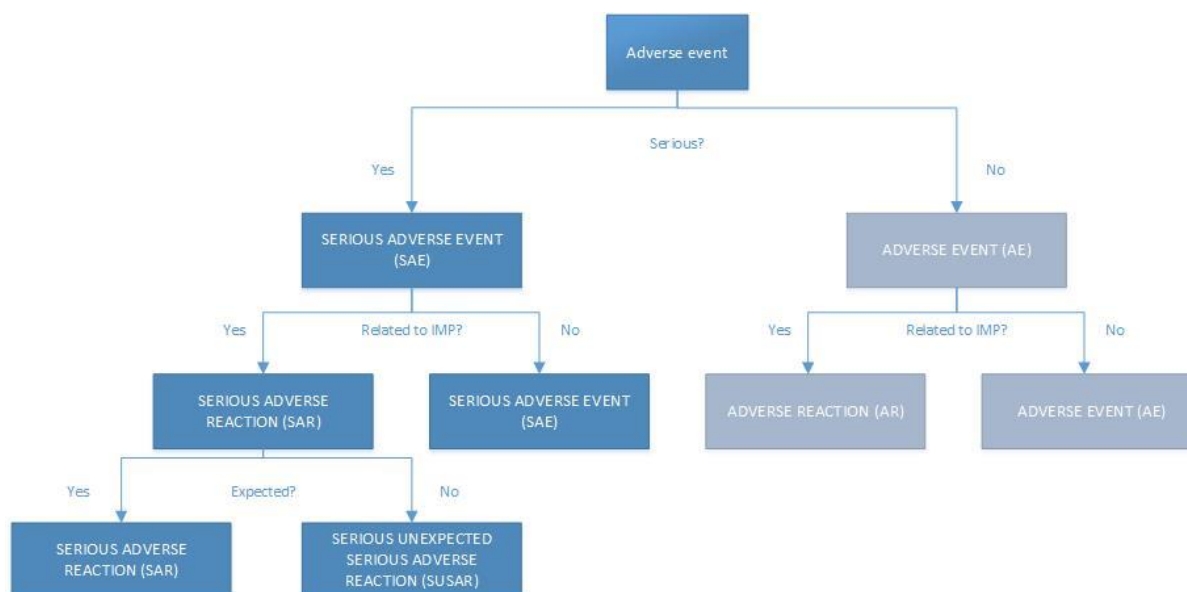 Adverse event
Serious?
Yes
No
SERIOUS ADVERSE EVENT
(SAE)
ADVERSE EVENT (AE)
Yes
Related to IMP?
No
Yes
Related to IMP?
No
SERIOUS ADVERSE
REACTION (SAR)
SERIOUS ADVERSE EVENT
(SAE)
ADVERSE REACTION (AR)
ADVERSE EVENT (AE)
Yes
Expected?
No
SERIOUS ADVERSE
REACTION (SAR)
SERIOUS UNEXPECTED
SERIOUS ADVERSE
REACTION (SUSAR)